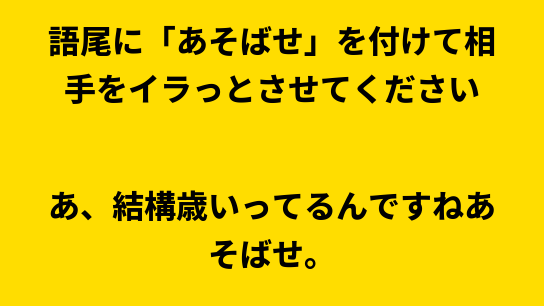 語尾に「あそばせ」を付けて相
手をイラっとさせてください
あ、結構歳いってるんですねあ
そばせ。